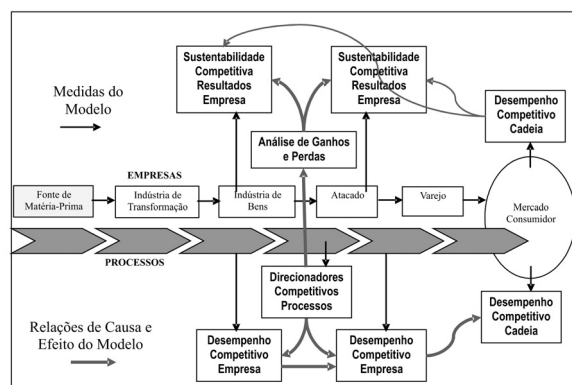 Sustentabilidade
Competitiva
Resultados
Empresa
Sustentabilidade
Competitiva
Resultados
Empresa
Medidas do
Modelo
Desempenho
Competitivo
Cadeia
Análise de Ganhos
e Perdas
EMPRESAS
Fonte de
Matéria-Prima
Indústria de
Transformação
Indústria de
Bens
Atacado
Varejo
Mercado
Consumidor
PROCESSOS
Direcionadores
Competitivos
Processos
Desempenho
Competitivo
Cadeia
Relações de Causa e
Efeito do Modelo
Desempenho
Competitivo
Empresa
Desempenho
Competitivo
Empresa